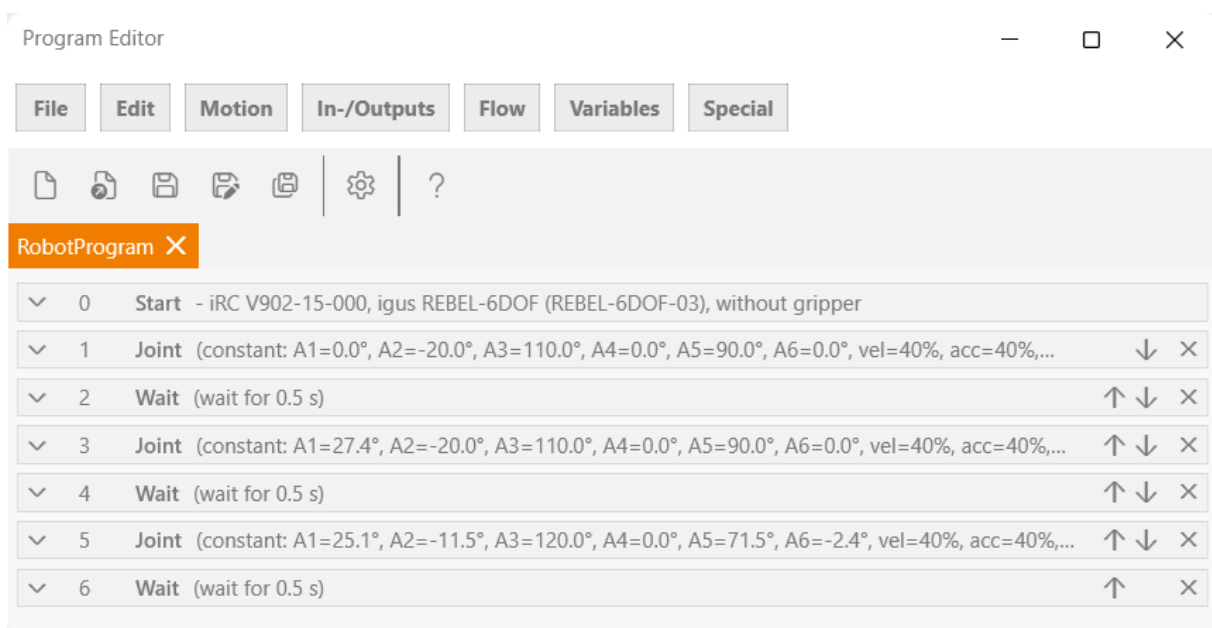 Program Editor
File Edit Motion In-/Outputs Flow Variables Special
?
RobotProgram
0 Start - iRC V902-15-000, igus REBEL-6DOF (REBEL-6DOF-03), without gripper
1 Joint (constant: A1=0.0°, A2=-20.0°, A3=110.0°, A4=0.0°, A5=90.0°, A6=0.0°, vel=40%, acc=40%,...
2 Wait (wait for 0.5 s)
3 Joint (constant: A1=27.4°, A2=-20.0°, A3=110.0°, A4=0.0°, A5=90.0°, A6=0.0°, vel=40%, acc=40%,...
4 Wait (wait for 0.5 s)
5 Joint (constant: A1=25.1°, A2=-11.5°, A3=120.0°, A4=0.0°, A5=71.5°, A6=-2.4°, vel=40%, acc=40%,...
6 Wait (wait for 0.5 s)